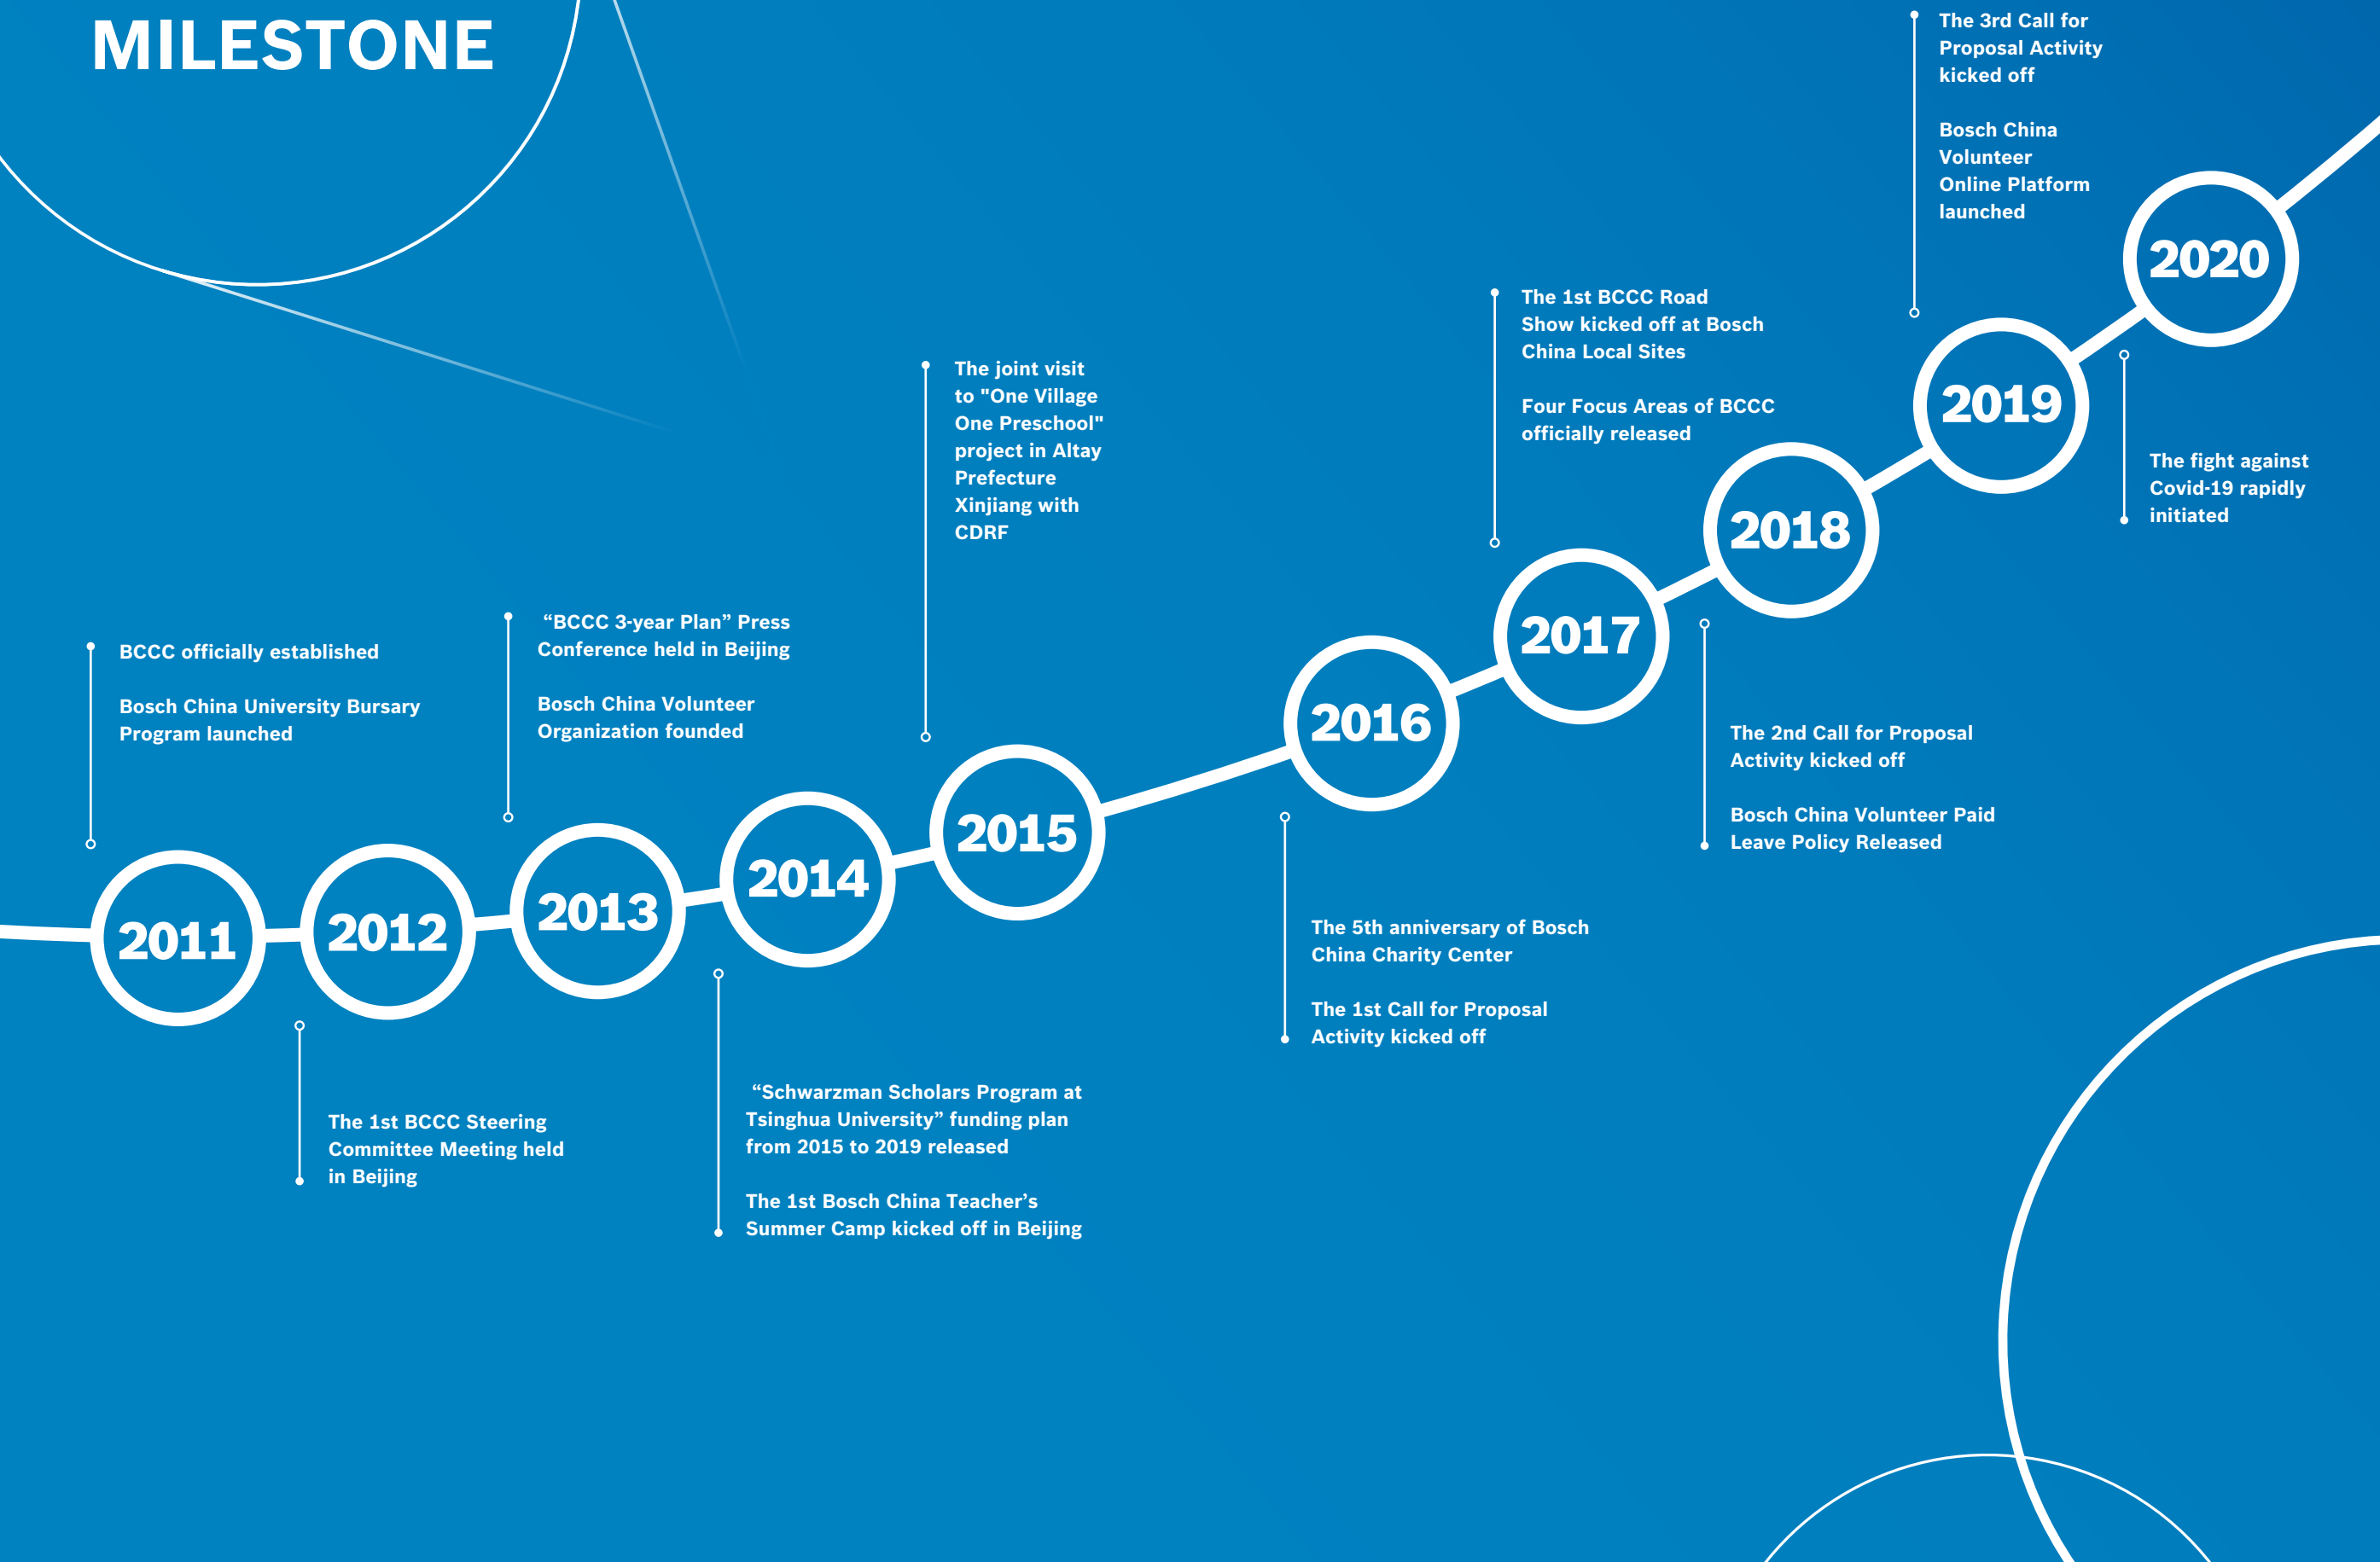 MILESTONE
2011
BCCC officially established
Bosch China University Bursary
Program launched
2012
The 1st BCCC Steering
Committee Meeting held
in Beijing
2013
“BCCC 3-year Plan” Press
Conference held in Beijing
Bosch China Volunteer
Organization founded
2014
“Schwarzman Scholars Program at
Tsinghua University” funding plan
from 2015 to 2019 released
The 1st Bosch China Teacher’s
Summer Camp kicked off in Beijing
2015
The joint visit
to "One Village
One Preschool"
project in Altay
Prefecture
Xinjiang with
CDRF
2016
The 5th anniversary of Bosch
China Charity Center
The 1st Call for Proposal
Activity kicked off
2017
The 1st BCCC Road
Show kicked off at Bosch
China Local Sites
Four Focus Areas of BCCC
officially released
2018
The 2nd Call for Proposal
Activity kicked off
Bosch China Volunteer Paid
Leave Policy Released
2019
The 3rd Call for
Proposal Activity
kicked off
Bosch China
Volunteer
Online Platform
launched
2020
The fight against
Covid-19 rapidly
initiated